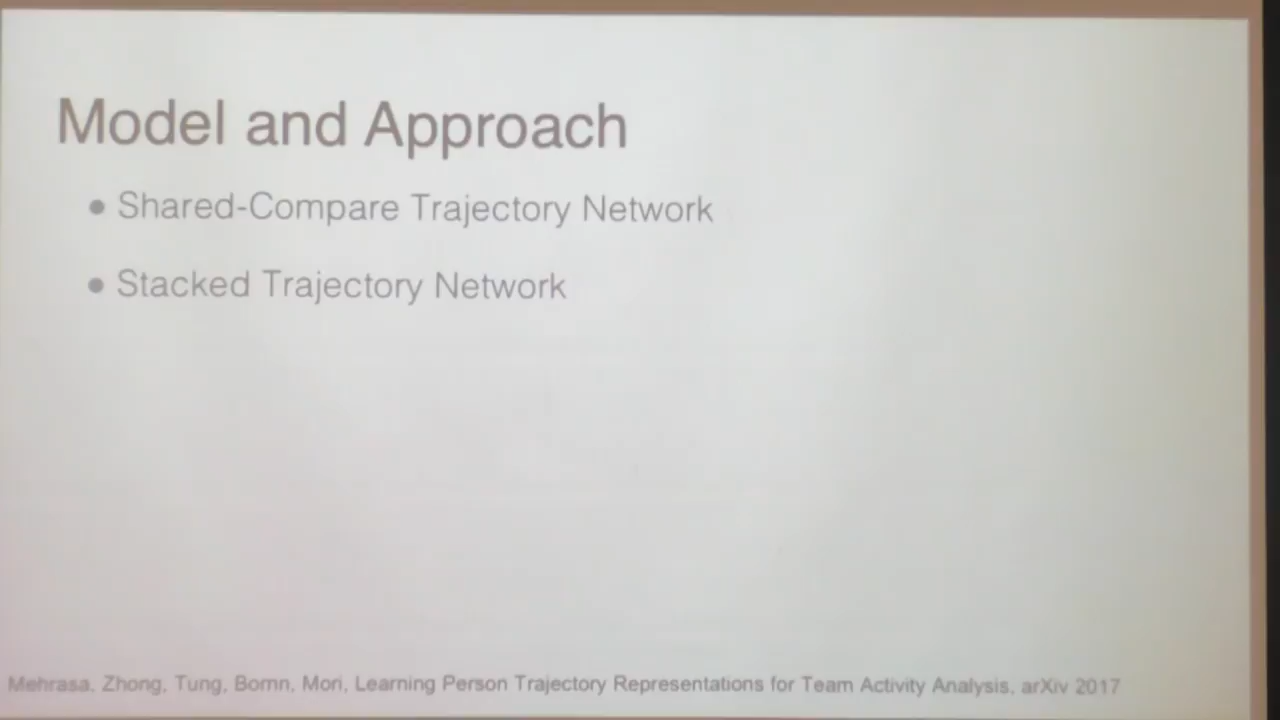 Model and Approach
• Shared-Compare Trajectory Network
• Stacked Trajectory Network
Mehrasa, Zhong, Tung, Bornn, Mori, Learning Person Trajectory Representations for Team Activity Analysis, arXiv 2017